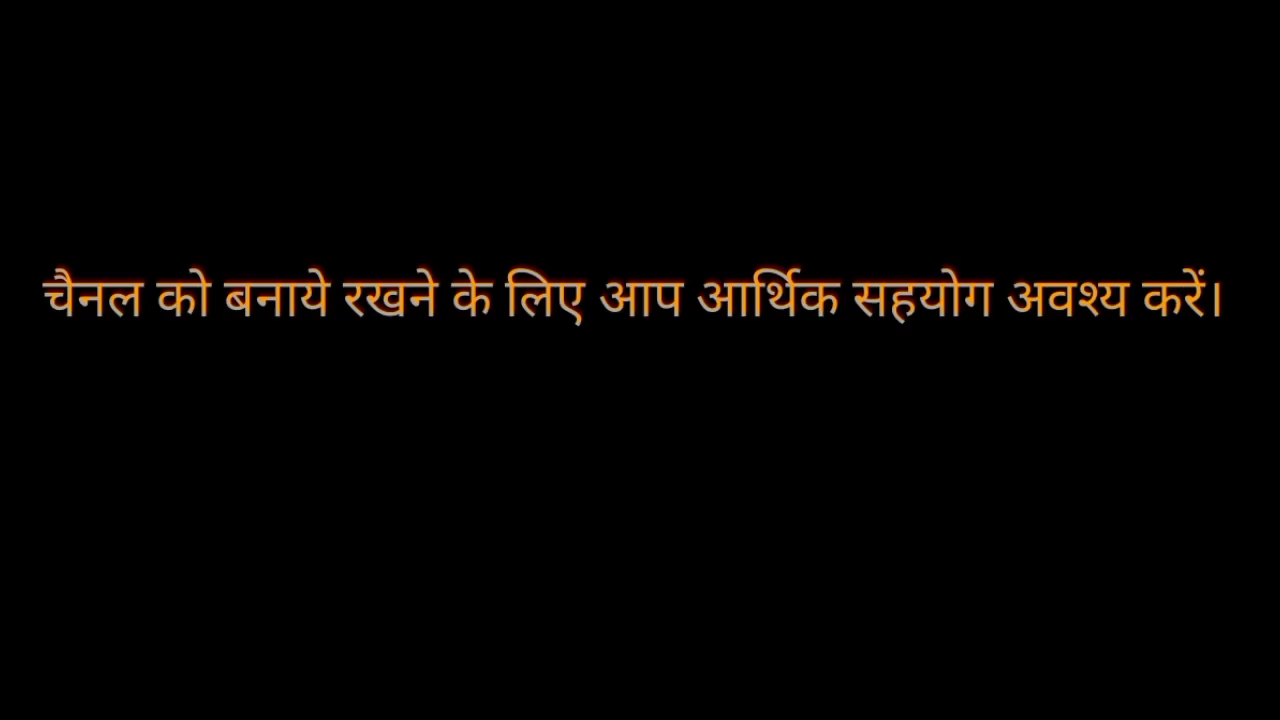 चैनल को बनाये रखने के लिए आप आर्थिक सहयोग अवश्य करें।